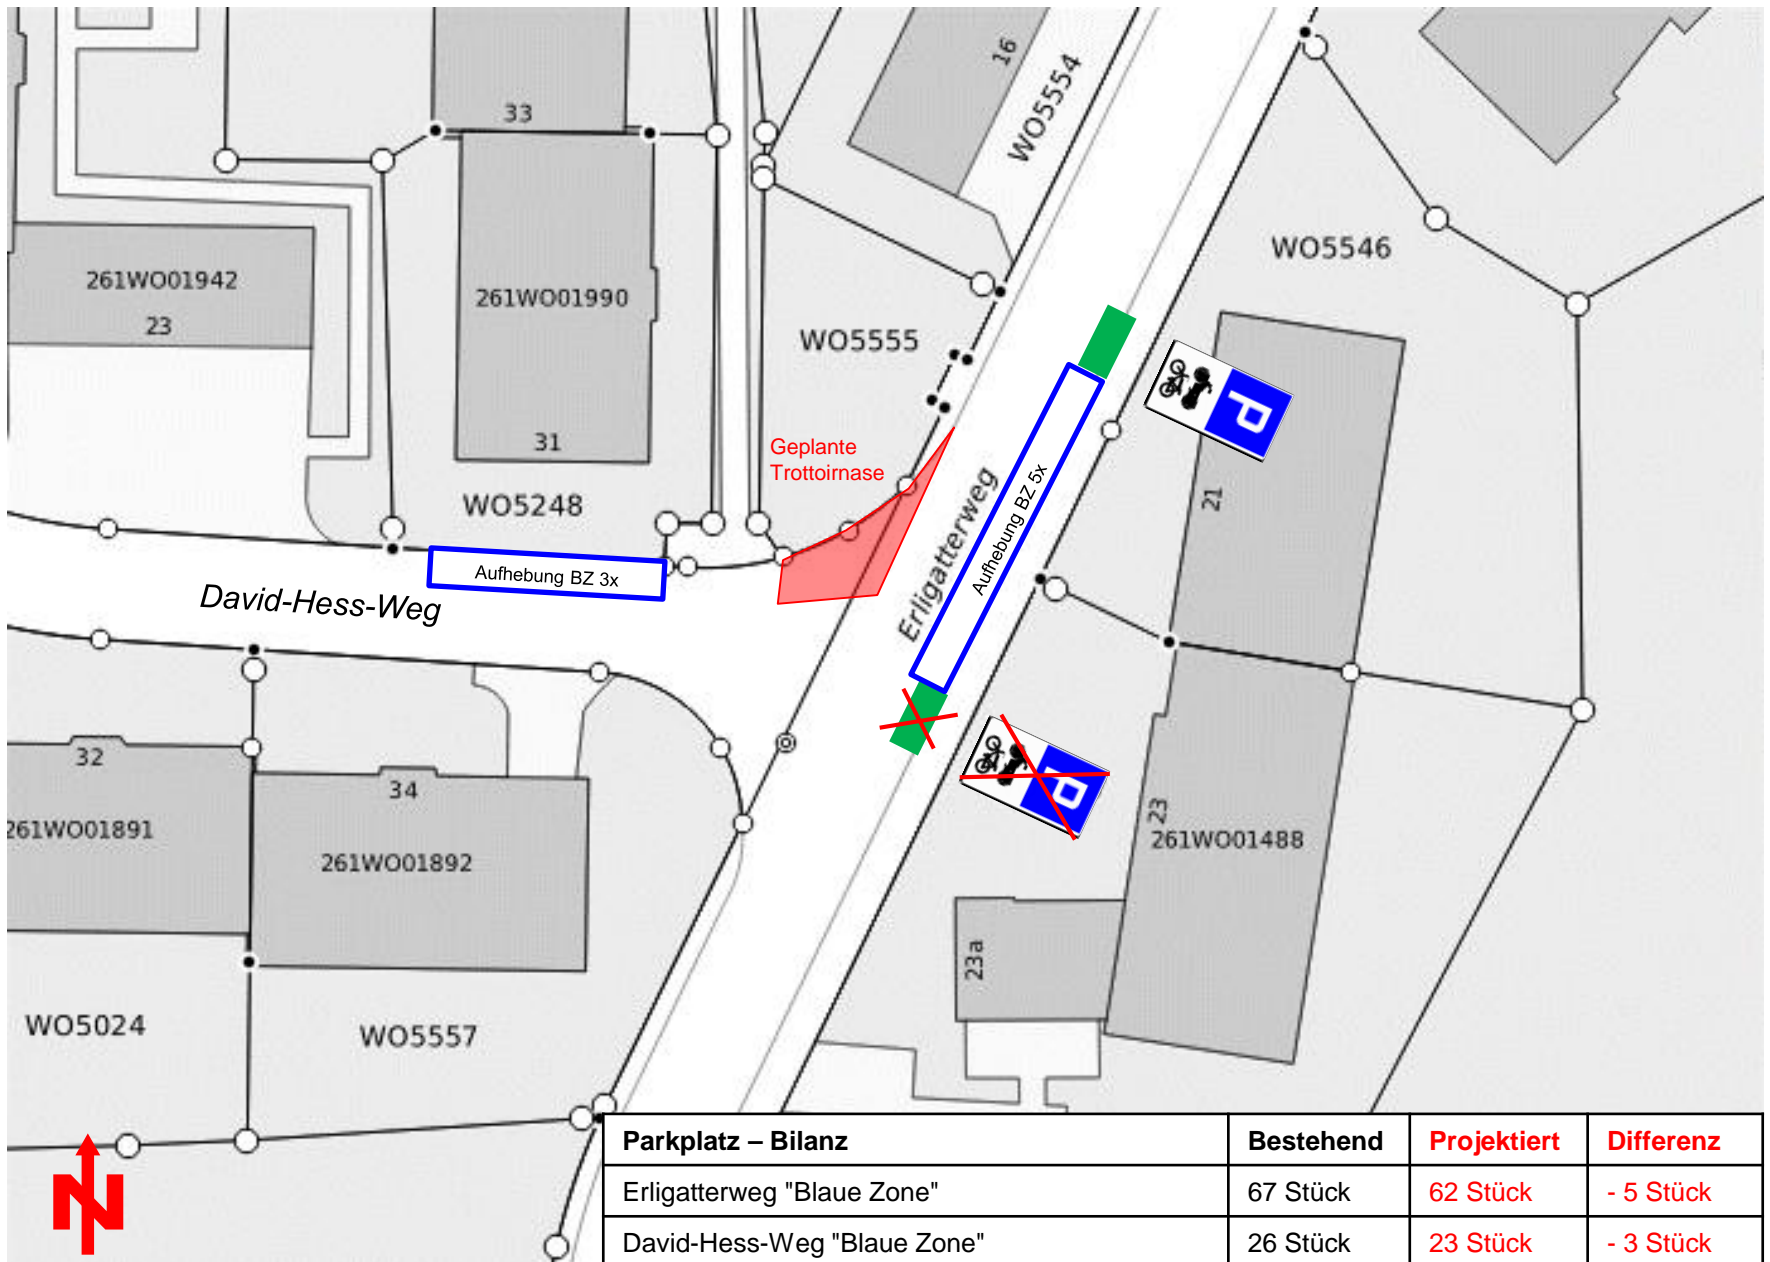 33
16
WO5554
WO5546
261WO01942
23
261WO01990
31
WO5555
WO5248
Geplante
Trottoirnase
P
21
Aufhebung BZ 3x
David-Hess-Weg
Erligatterweg
Aufhebung BZ 5x
P
32
261WO01891
34
261WO01892
23
261WO01488
23a
WO5024
WO5557
N
Parkplatz – Bilanz Bestehend Projektiert Differenz
Erligatterweg "Blaue Zone" 67 Stück 62 Stück - 5 Stück
David-Hess-Weg "Blaue Zone" 26 Stück 23 Stück - 3 Stück